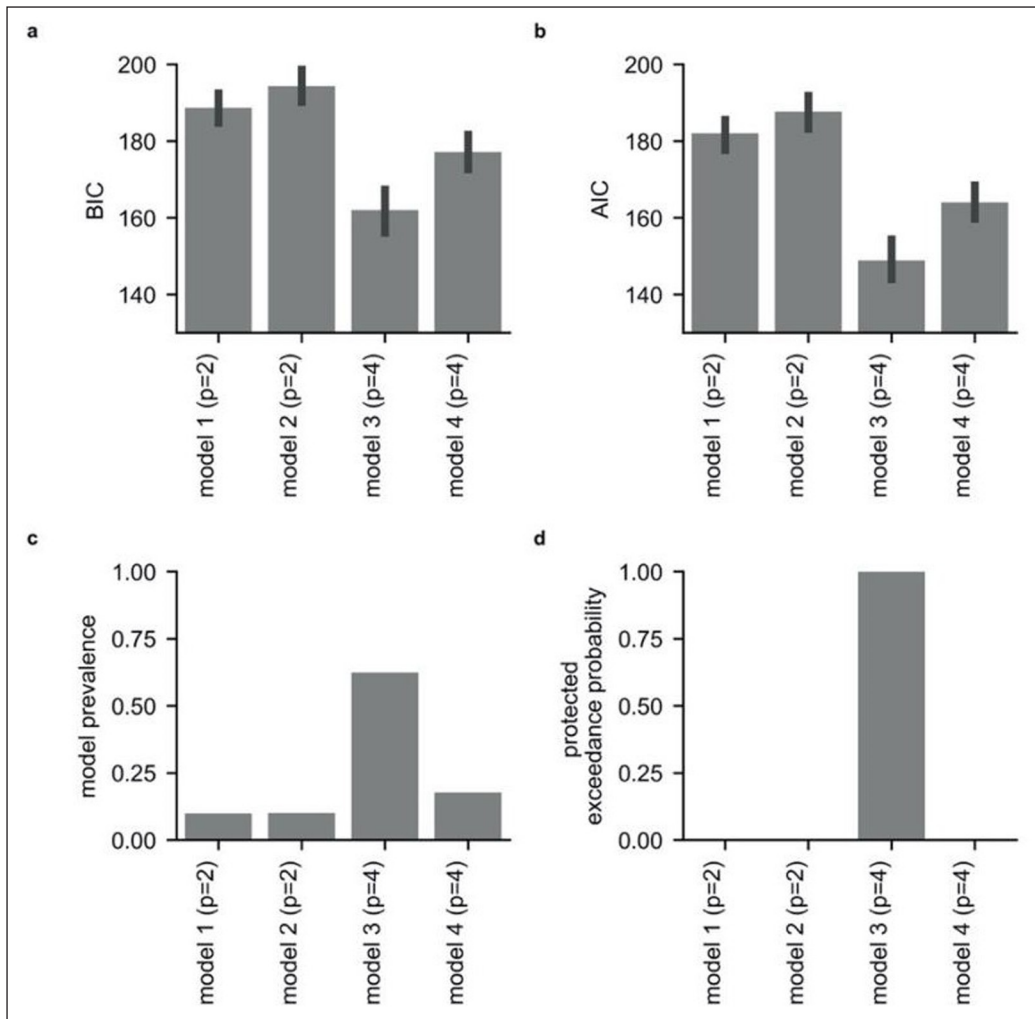 a
200
180
160
140
BIC
model 1 (p=2)
model 2 (p=2)
model 3 (p=4)
model 4 (p=4)
b
200
180
160
140
AIC
model 1 (p=2)
model 2 (p=2)
model 3 (p=4)
model 4 (p=4)
c
1.00
0.75
0.50
0.25
0.00
model prevalence
model 1 (p=2)
model 2 (p=2)
model 3 (p=4)
model 4 (p=4)
d
1.00
0.75
0.50
0.25
0.00
protected
exceedance probability
model 1 (p=2)
model 2 (p=2)
model 3 (p=4)
model 4 (p=4)